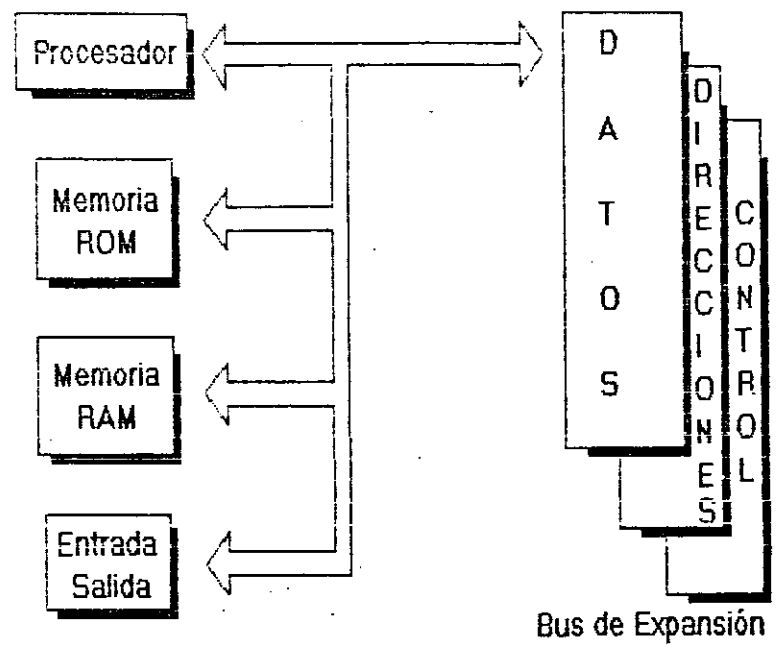 Procesador
Memoria
ROM
Memoria
RAM
Entrada
Salida
DATOS
DIRECCIONES
CONTROL
Bus de Expansión